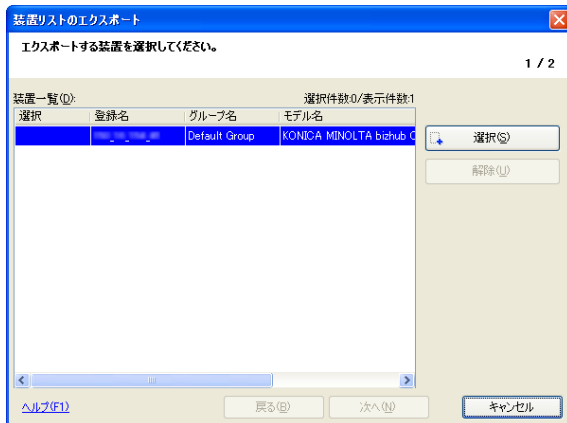 装置リストのエクスポート
エクスポートする装置を選択してください。
1 / 2
装置一覧(D): 選択件数:0/表示件数:1
選択 登録名 グループ名 モデル名
Default Group KONICA MINOLTA bizhub C
選択(S)
解除(U)
ヘルプ(F1) 戻る(B) 次へ(N) キャンセル